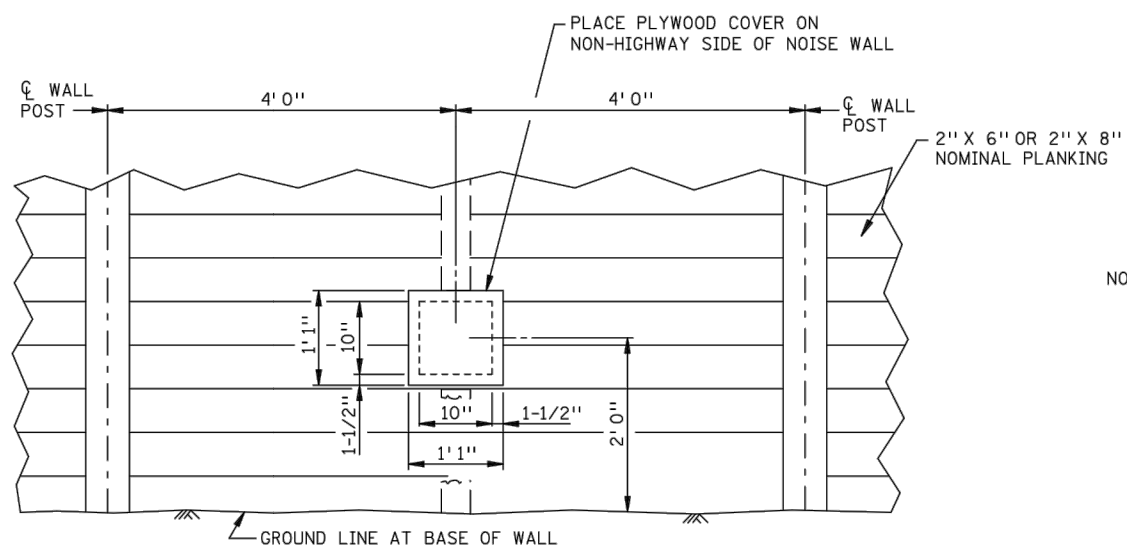 PLACE PLYWOOD COVER ON
NON-HIGHWAY SIDE OF NOISE WALL
℄ WALL
POST
4'0"
4'0"
℄ WALL
POST
2" X 6" OR 2" X 8"
NOMINAL PLANKING
NO
1'1"
10"
1-1/2"
10"
1-1/2"
1'1"
2'0"
GROUND LINE AT BASE OF WALL